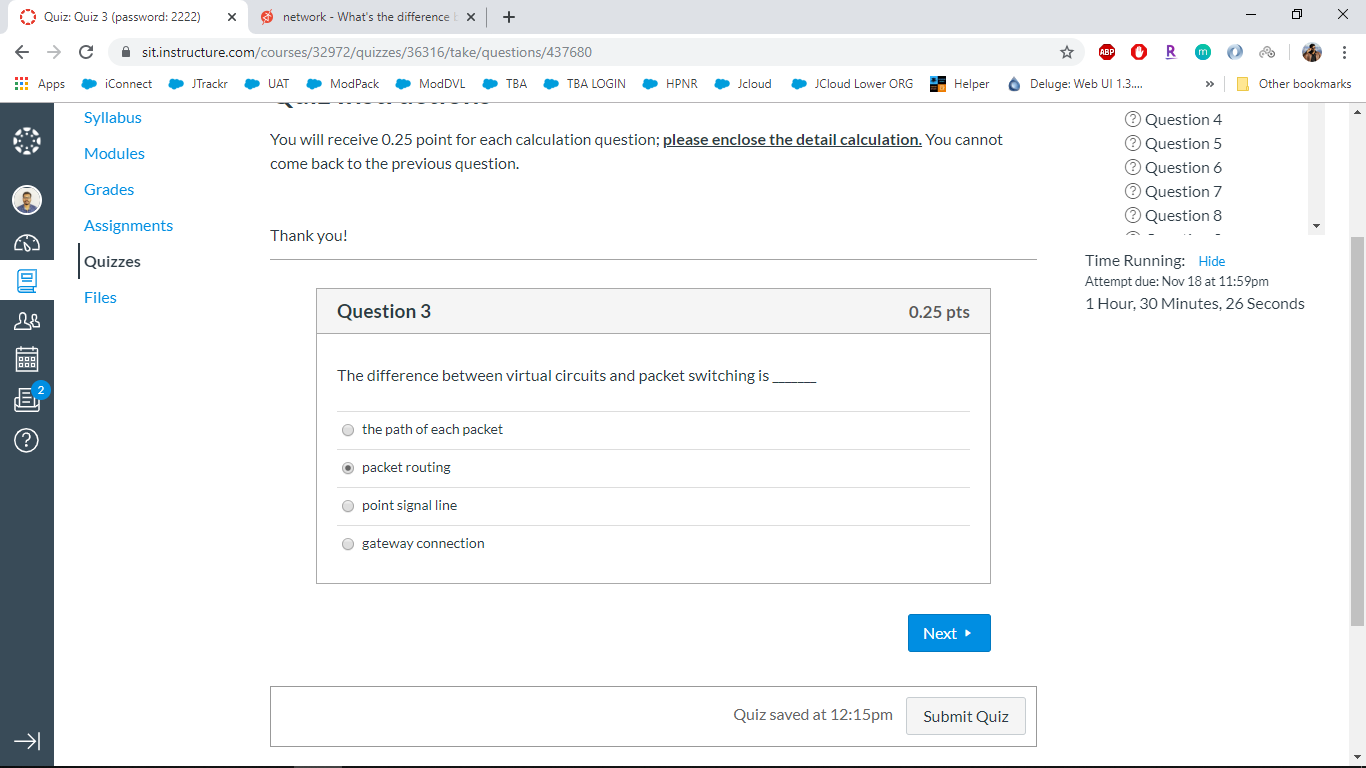 Quiz: Quiz 3 (password: 2222)
network - What's the difference b
sit.instructure.com/courses/32972/quizzes/36316/take/questions/437680
ABP
R
m
Apps
iConnect
JTrackr
UAT
ModPack
ModDVL
TBA
TBA LOGIN
HPNR
Jcloud
JCloud Lower ORG
Helper
Deluge: Web UI 1.3....
»
Other bookmarks
Syllabus
Modules
Grades
Assignments
Quizzes
Files
2
Quiz Instructions
You will receive 0.25 point for each calculation question; please enclose the detail calculation. You cannot
come back to the previous question.
Thank you!
Question 3
0.25 pts
The difference between virtual circuits and packet switching is _______
the path of each packet
packet routing
point signal line
gateway connection
Next
Quiz saved at 12:15pm
Submit Quiz
Question 4
Question 5
Question 6
Question 7
Question 8
Time Running:
Hide
Attempt due: Nov 18 at 11:59pm
1 Hour, 30 Minutes, 26 Seconds